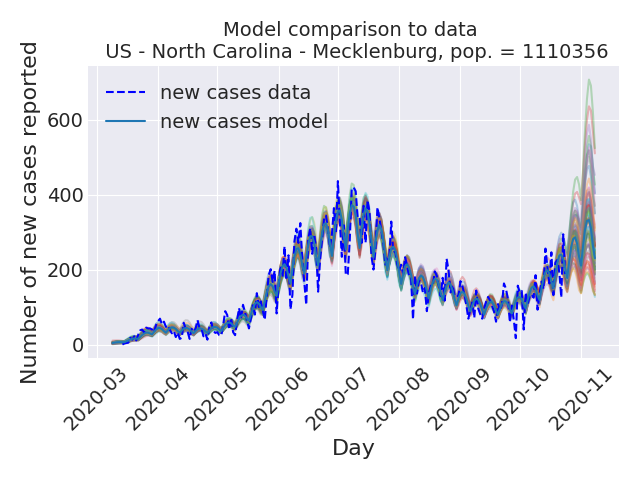 Model comparison to data
US - North Carolina - Mecklenburg, pop. = 1110356
new cases data
new cases model
Number of new cases reported
600
400
200
0
2020-03
2020-04
2020-05
2020-06
2020-07
2020-08
2020-09
2020-10
2020-11
Day